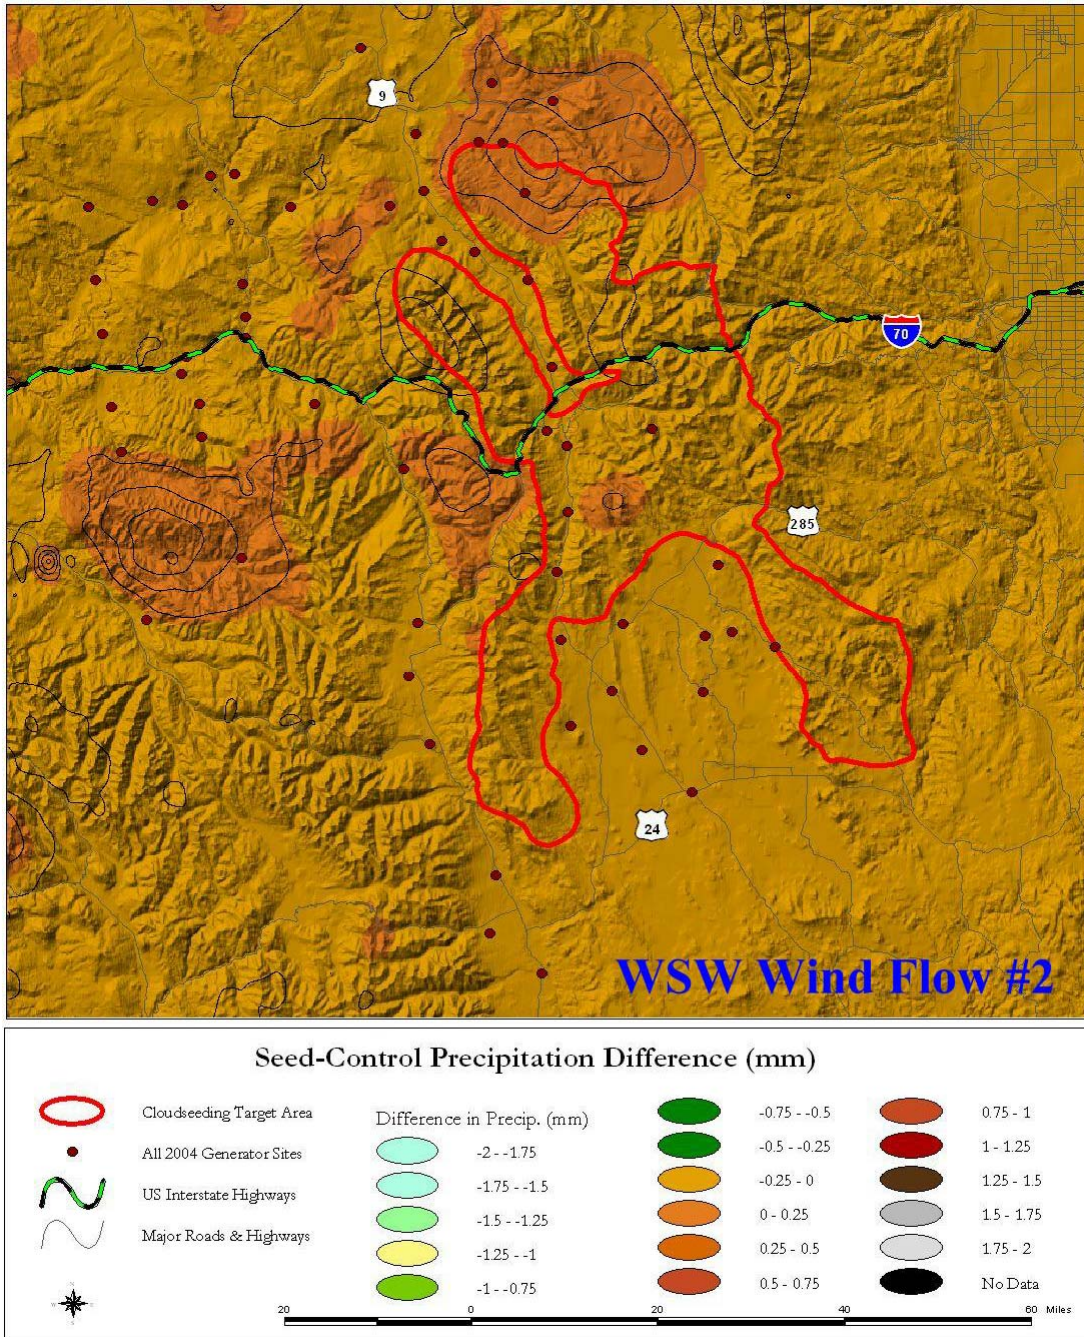 9
70
285
24
WSW Wind Flow #2
Seed-Control Precipitation Difference (mm)
Cloudseeding Target Area
All 2004 Generator Sites
US Interstate Highways
Major Roads & Highways
Difference in Precip. (mm)
-2 - -1.75
-1.75 - -1.5
-1.5 - -1.25
-1.25 - -1
-1 - -0.75
-0.75 - -0.5
-0.5 - -0.25
-0.25 - 0
0 - 0.25
0.25 - 0.5
0.5 - 0.75
0.75 - 1
1 - 1.25
1.25 - 1.5
1.5 - 1.75
1.75 - 2
No Data
20 0 20 40 60 Miles